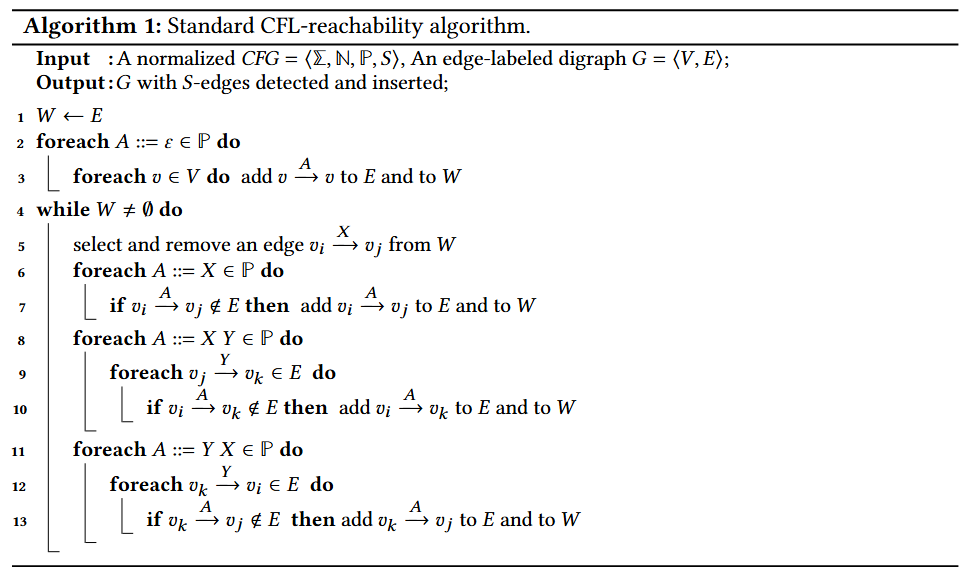 Algorithm 1: Standard CFL-reachability algorithm.
Input : A normalized CFG = ⟨Σ, ℕ, ℙ, S⟩, An edge-labeled digraph G = ⟨V, E⟩;
Output: G with S-edges detected and inserted;
1 W ← E
2 foreach A ::= ε ∈ ℙ do
3 foreach v ∈ V do add v —A→ v to E and to W
4 while W ≠ ∅ do
5 select and remove an edge vᵢ —X→ vⱼ from W
6 foreach A ::= X ∈ ℙ do
7 if vᵢ —A→ vⱼ ∉ E then add vᵢ —A→ vⱼ to E and to W
8 foreach A ::= X Y ∈ ℙ do
9 foreach vⱼ —Y→ vₖ ∈ E do
10 if vᵢ —A→ vₖ ∉ E then add vᵢ —A→ vₖ to E and to W
11 foreach A ::= Y X ∈ ℙ do
12 foreach vₖ —Y→ vᵢ ∈ E do
13 if vₖ —A→ vⱼ ∉ E then add vₖ —A→ vⱼ to E and to W